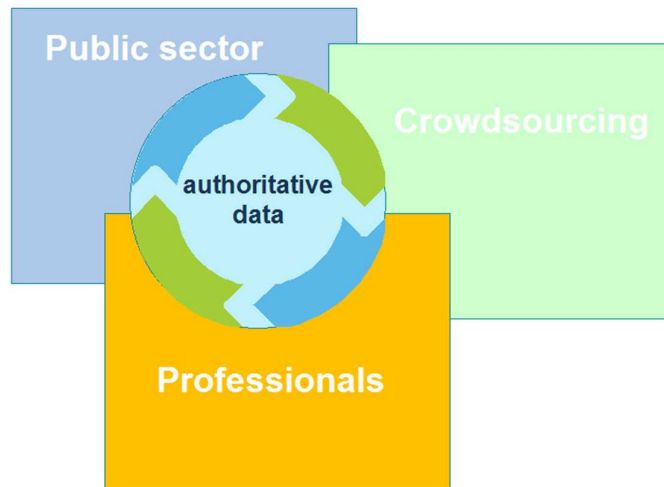 Public sector
Crowdsourcing
authoritative
data
Professionals